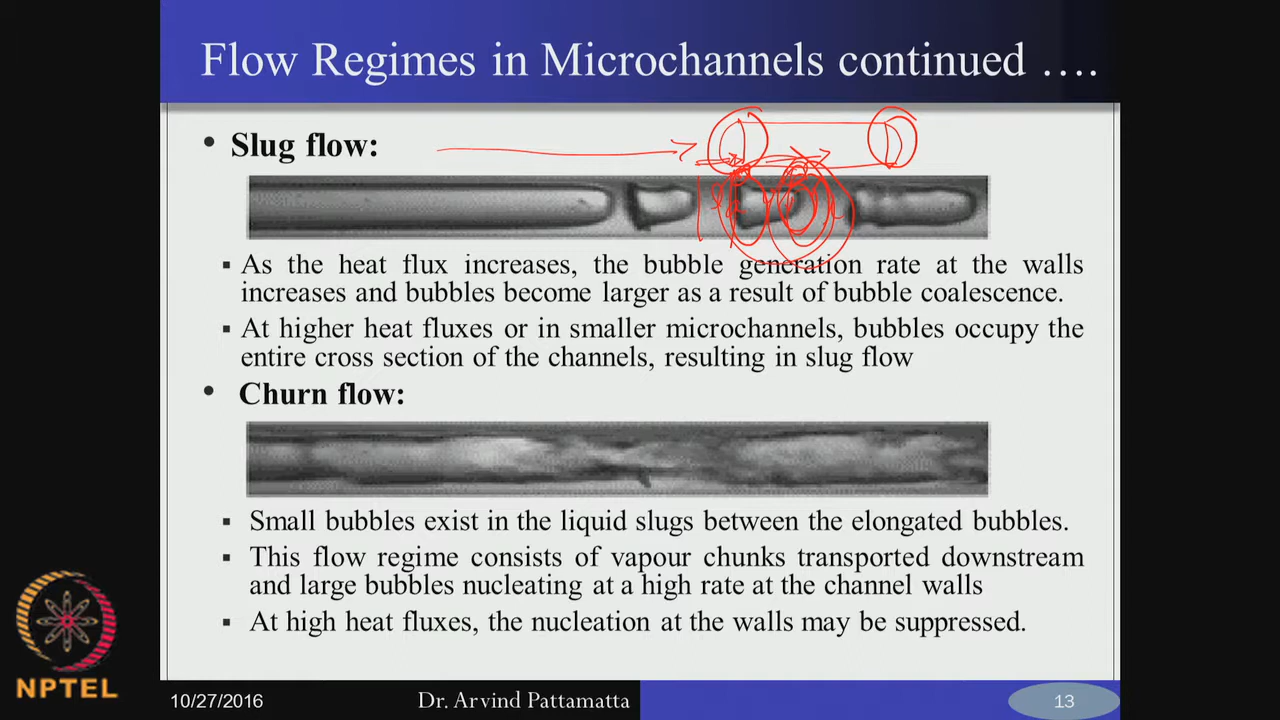 Flow Regimes in Microchannels continued ….
• Slug flow:
▪ As the heat flux increases, the bubble generation rate at the walls
increases and bubbles become larger as a result of bubble coalescence.
▪ At higher heat fluxes or in smaller microchannels, bubbles occupy the
entire cross section of the channels, resulting in slug flow
• Churn flow:
▪ Small bubbles exist in the liquid slugs between the elongated bubbles.
▪ This flow regime consists of vapour chunks transported downstream
and large bubbles nucleating at a high rate at the channel walls
▪ At high heat fluxes, the nucleation at the walls may be suppressed.
NPTEL
10/27/2016
Dr. Arvind Pattamatta
13